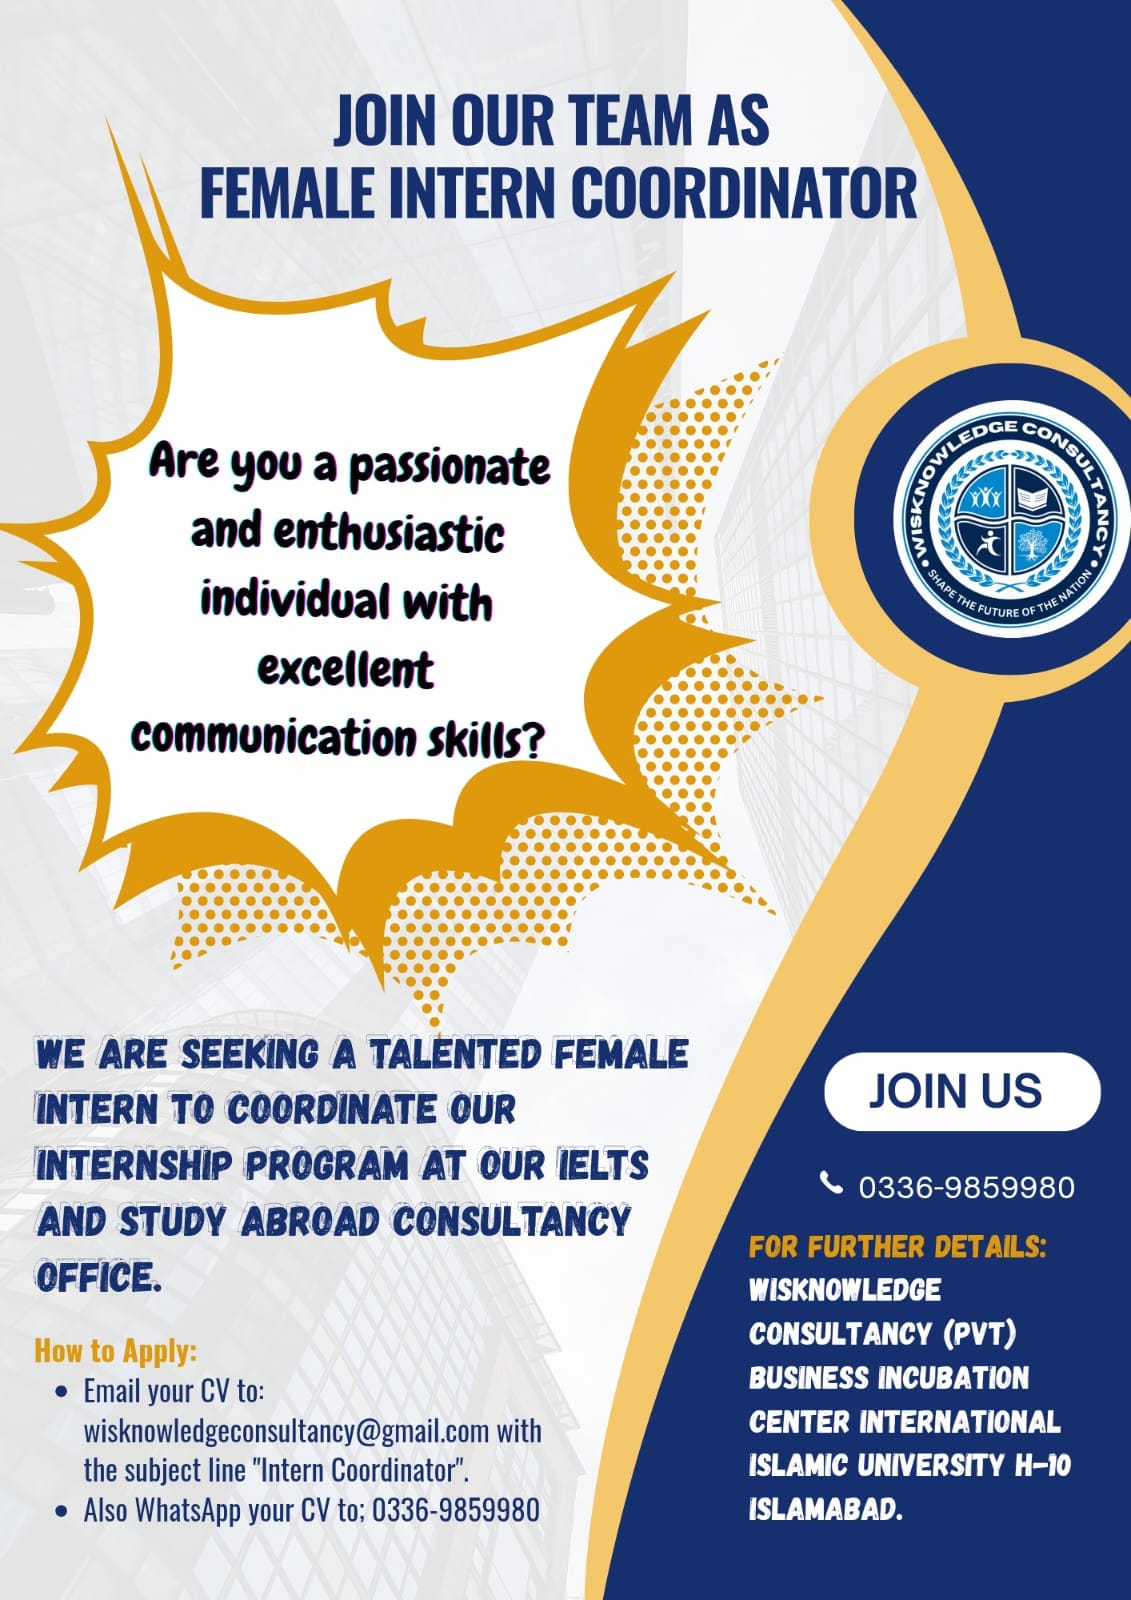 JOIN OUR TEAM AS
FEMALE INTERN COORDINATOR
Are you a passionate
and enthusiastic
individual with
excellent
communication skills?
• WISKNOWLEDGE CONSULTANCY •
SHAPE THE FUTURE OF THE NATION
WE ARE SEEKING A TALENTED FEMALE
INTERN TO COORDINATE OUR
INTERNSHIP PROGRAM AT OUR IELTS
AND STUDY ABROAD CONSULTANCY
OFFICE.
How to Apply:
• Email your CV to:
wisknowledgeconsultancy@gmail.com with
the subject line "Intern Coordinator".
• Also WhatsApp your CV to; 0336-9859980
JOIN US
0336-9859980
FOR FURTHER DETAILS:
WISKNOWLEDGE
CONSULTANCY (PVT)
BUSINESS INCUBATION
CENTER INTERNATIONAL
ISLAMIC UNIVERSITY H-10
ISLAMABAD.